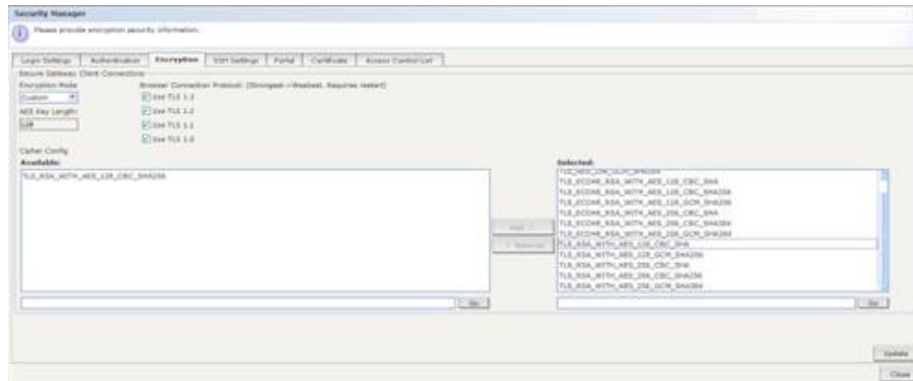 Security Manager
Please provide encryption security information.
Login Settings Authentication Encryption SSH Settings Portal Certificate Access Control List
Secure Gateway Client Connections
Encryption Mode
Browser Connection Protocol: (Strongest->Weakest. Requires restart)
Custom
Use TLS 1.3
AES Key Length:
Use TLS 1.2
128
Use TLS 1.1
Use TLS 1.0
Cipher Config
Available:
Selected:
TLS_RSA_WITH_AES_128_CBC_SHA256
TLS_AES_128_GCM_SHA256
TLS_ECDHE_RSA_WITH_AES_128_CBC_SHA
TLS_ECDHE_RSA_WITH_AES_128_CBC_SHA256
TLS_ECDHE_RSA_WITH_AES_128_GCM_SHA256
TLS_ECDHE_RSA_WITH_AES_256_CBC_SHA
TLS_ECDHE_RSA_WITH_AES_256_CBC_SHA384
TLS_ECDHE_RSA_WITH_AES_256_GCM_SHA384
TLS_RSA_WITH_AES_128_CBC_SHA
TLS_RSA_WITH_AES_128_GCM_SHA256
TLS_RSA_WITH_AES_256_CBC_SHA
TLS_RSA_WITH_AES_256_CBC_SHA256
TLS_RSA_WITH_AES_256_GCM_SHA384
Add >
< Remove
Go
Go
Update
Close